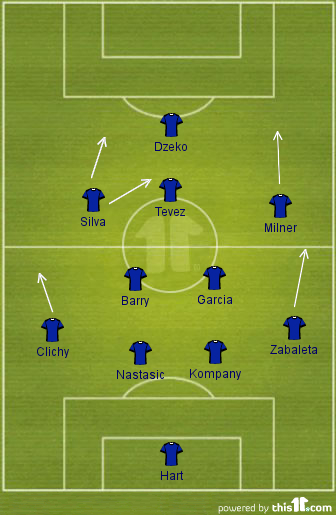 Dzeko
Silva
Tevez
Milner
Barry
Garcia
Clichy
Zabaleta
Nastasic
Kompany
Hart
powered by this11.com